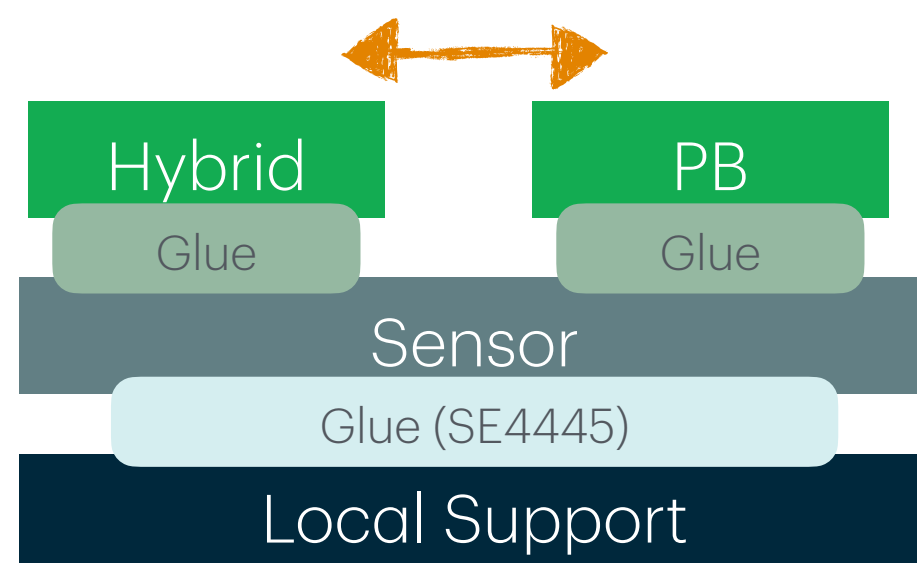 Hybrid
PB
Glue
Glue
Sensor
Glue (SE4445)
Local Support